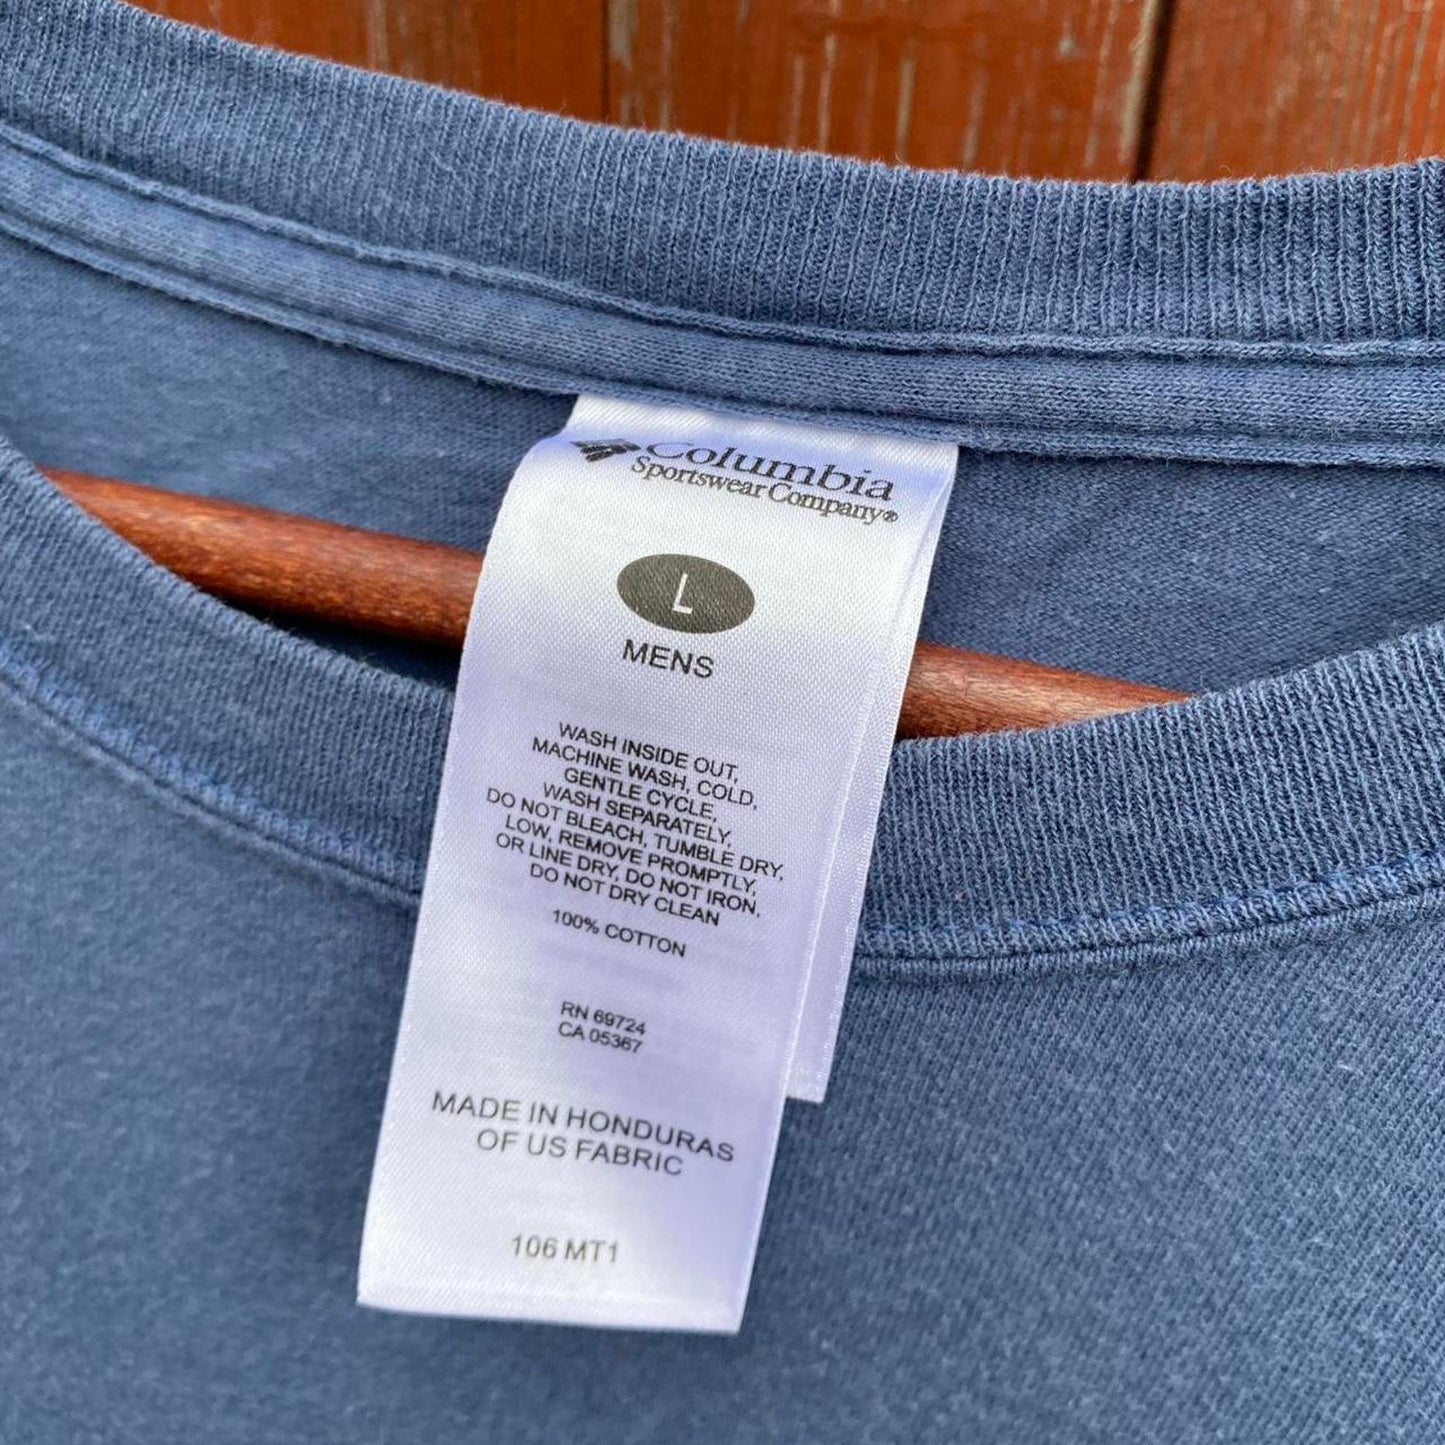 Columbia
Sportswear Company®
L
MENS
WASH INSIDE OUT,
MACHINE WASH, COLD,
GENTLE CYCLE,
WASH SEPARATELY,
DO NOT BLEACH, TUMBLE DRY,
LOW, REMOVE PROMPTLY,
OR LINE DRY, DO NOT IRON,
DO NOT DRY CLEAN
100% COTTON
RN 69724
CA 05367
MADE IN HONDURAS
OF US FABRIC
106 MT1